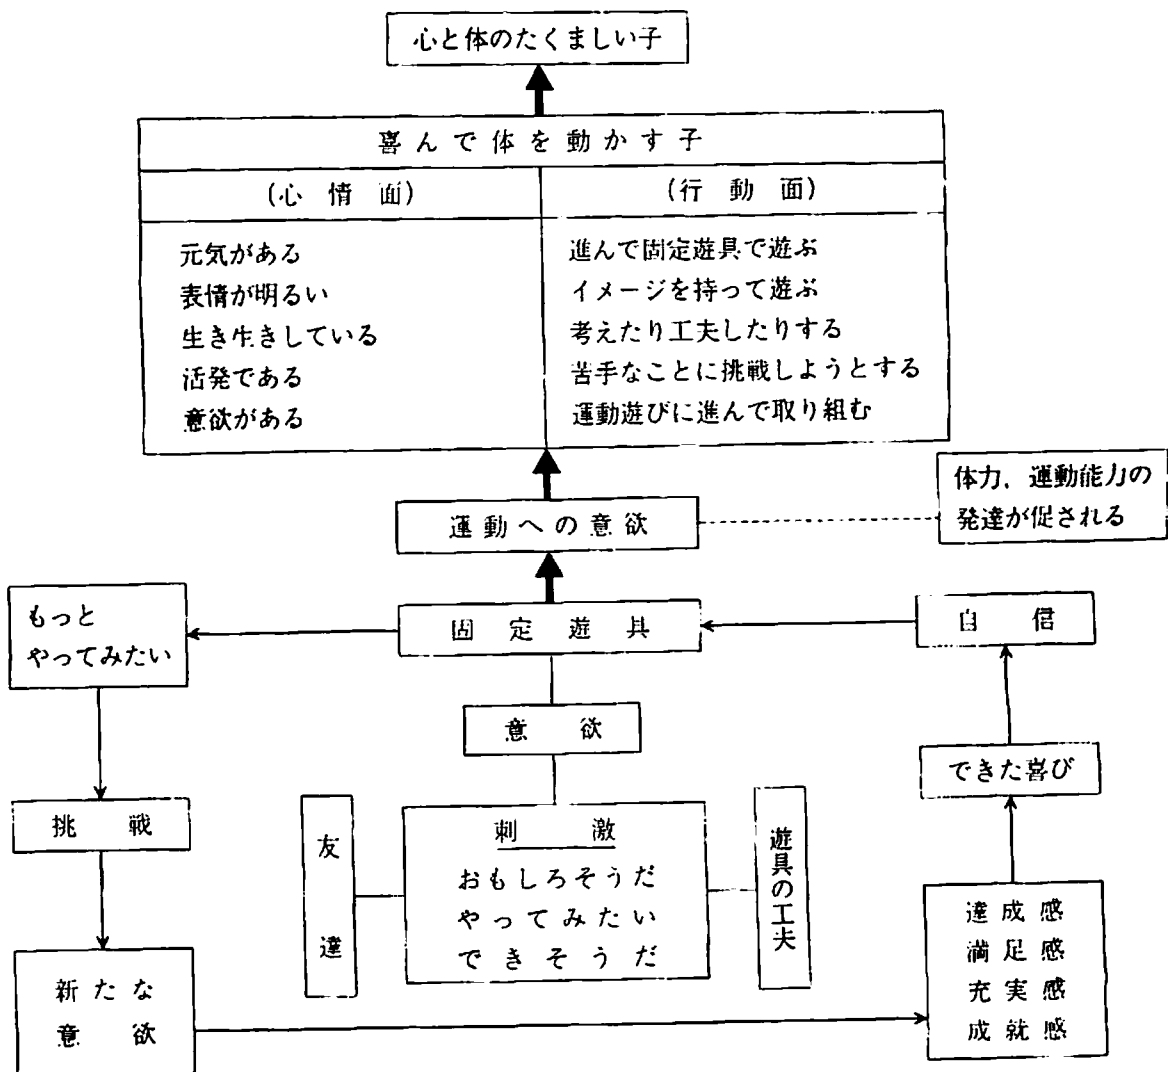 心と体のたくましい子
喜んで体を動かす子
(心情面)
(行動面)
元気がある
表情が明るい
生き生きしている
活発である
意欲がある
進んで固定遊具で遊ぶ
イメージを持って遊ぶ
考えたり工夫したりする
苦手なことに挑戦しようとする
運動遊びに進んで取り組む
体力、運動能力の
発達が促される
運動への意欲
もっと
やってみたい
固定遊具
自信
意欲
できた喜び
挑戦
友達
刺激
おもしろそうだ
やってみたい
できそうだ
遊具の工夫
達成感
満足感
充実感
成就感
新たな
意欲